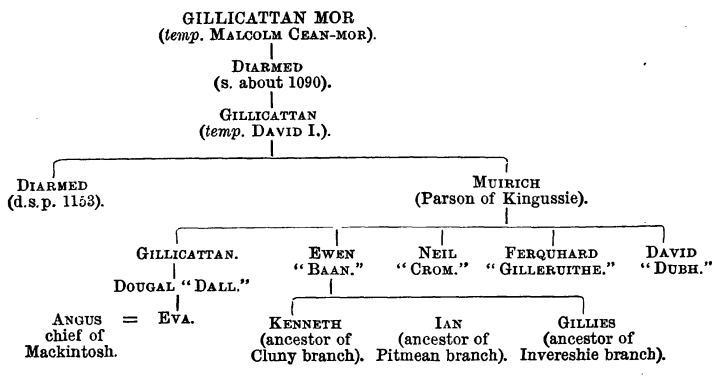 GILLICATTAN MOR
(temp. MALCOLM CEAN-MOR).
DIARMED
(s. about 1090).
GILLICATTAN
(temp. DAVID I.).
DIARMED
(d.s.p. 1153).
MUIRICH
(Parson of Kingussie).
GILLICATTAN.
EWEN
"BAAN."
NEIL
"CROM."
FERQUHARD
"GILLERUITHE."
DAVID
"DUBH."
DOUGAL "DALL."
ANGUS = EVA.
chief of
Mackintosh.
KENNETH
(ancestor of
Cluny branch).
IAN
(ancestor of
Pitmean branch).
GILLIES
(ancestor of
Invereshie branch).